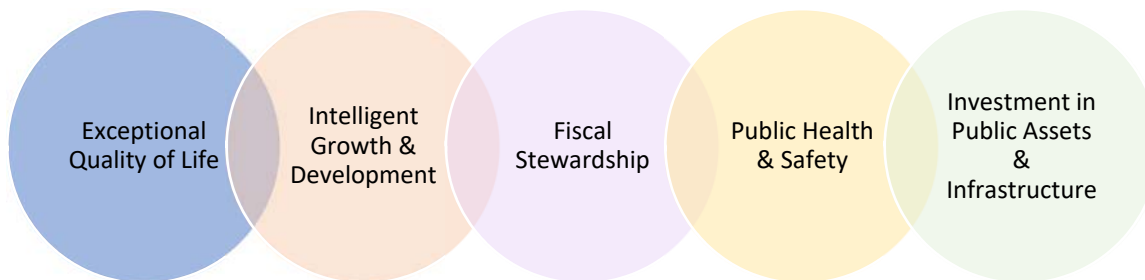 Exceptional
Quality of Life
Intelligent
Growth &
Development
Fiscal
Stewardship
Public Health
& Safety
Investment in
Public Assets
&
Infrastructure